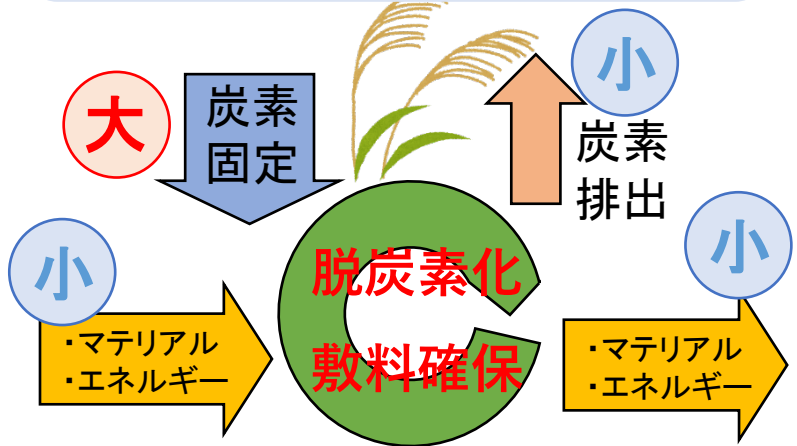 大
炭素
固定
小
炭素
排出
小
・マテリアル
・エネルギー
脱炭素化
敷料確保
小
・マテリアル
・エネルギー